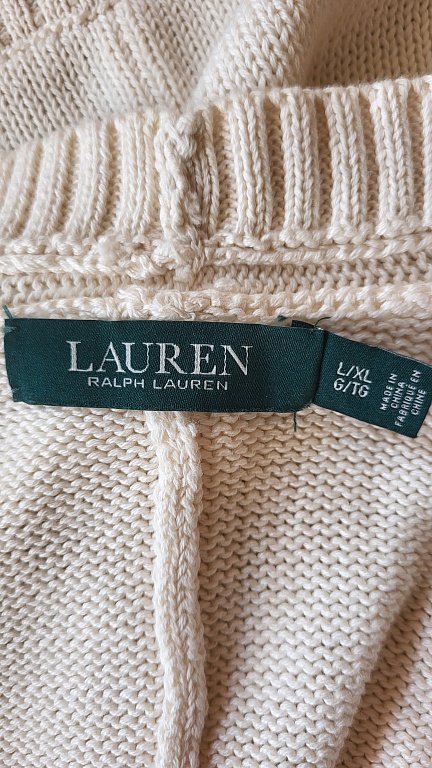 LAUREN
RALPH LAUREN
L/XL
G/TG
MADE IN
CHINA
FABRIQUÉ EN
CHINE